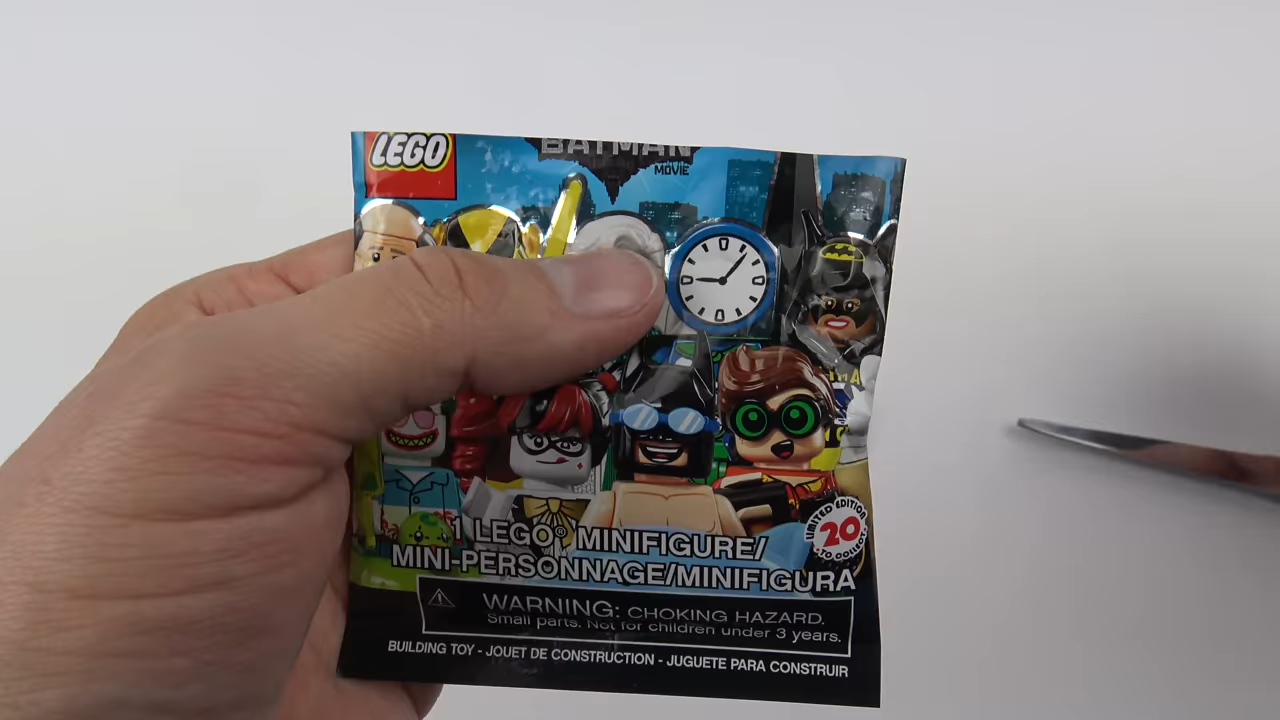 LEGO
BATMAN
MOVIE
LIMITED EDITION
20
TO COLLECT
1 LEGO® MINIFIGURE/
MINI-PERSONNAGE/MINIFIGURA
WARNING: CHOKING HAZARD.
Small parts. Not for children under 3 years.
BUILDING TOY - JOUET DE CONSTRUCTION - JUGUETE PARA CONSTRUIR